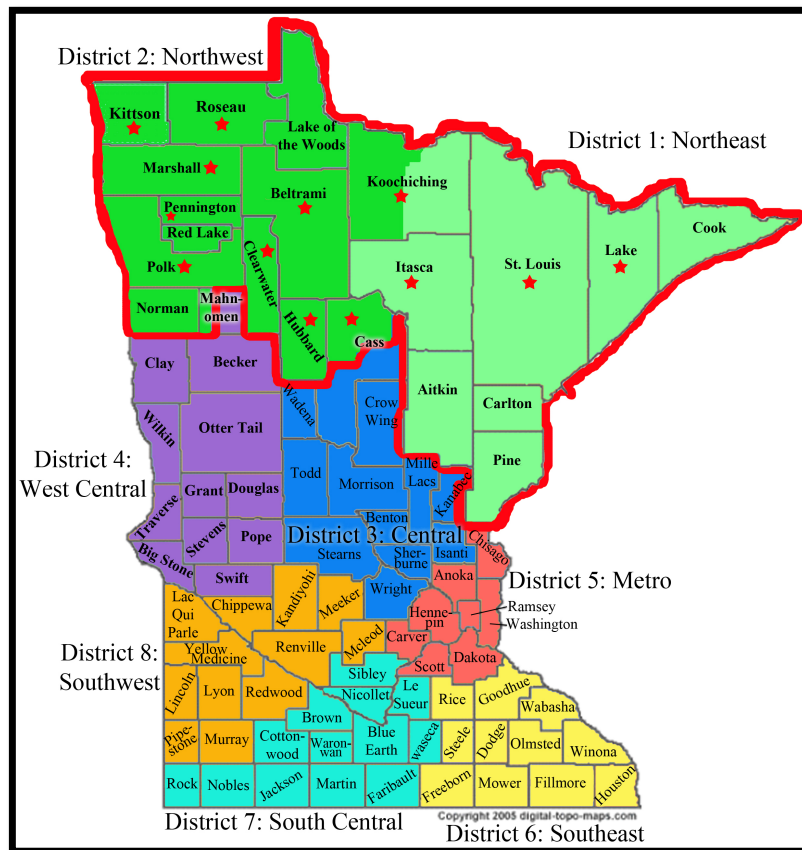 District 2: Northwest
District 1: Northeast
Kittson
Roseau
Lake of
the Woods
Marshall
Koochiching
Beltrami
Pennington
Red Lake
Clearwater
Polk
Itasca
St. Louis
Lake
Cook
Norman
Mahn-
omen
Hubbard
Cass
Clay
Becker
Wadena
Crow
Wing
Aitkin
Carlton
Wilkin
Otter Tail
Pine
District 4:
West Central
Todd
Morrison
Mille
Lacs
Kanabec
Grant
Douglas
Traverse
Stevens
Pope
Benton
District 3: Central
Chisago
Big Stone
Stearns
Sher-
burne
Isanti
Swift
Anoka
District 5: Metro
Lac
Qui
Parle
Chippewa
Kandiyohi
Meeker
Wright
Henne-
pin
Ramsey
Washington
District 8:
Southwest
Yellow
Medicine
Renville
Mcleod
Carver
Scott
Dakota
Sibley
Lincoln
Lyon
Redwood
Nicollet
Le
Sueur
Rice
Goodhue
Wabasha
Brown
Pipe-
stone
Murray
Cotton-
wood
Waron-
wan
Blue
Earth
waseca
Steele
Dodge
Olmsted
Winona
Rock
Nobles
Jackson
Martin
Faribault
Freeborn
Mower
Fillmore
Houston
Copyright 2005 digital-topo-maps.com
District 7: South Central
District 6: Southeast